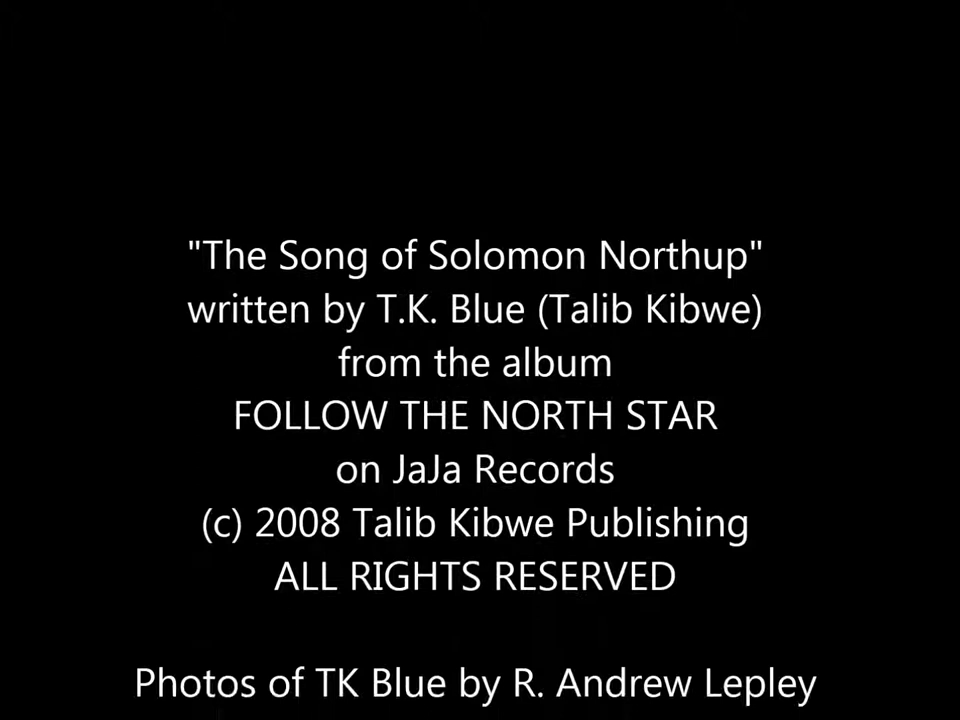 "The Song of Solomon Northup"
written by T.K. Blue (Talib Kibwe)
from the album
FOLLOW THE NORTH STAR
on JaJa Records
(c) 2008 Talib Kibwe Publishing
ALL RIGHTS RESERVED
Photos of TK Blue by R. Andrew Lepley